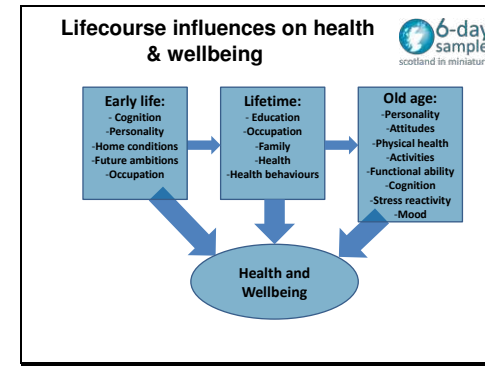 Lifecourse influences on health
& wellbeing
6-day
sample
scotland in miniature
Early life:
- Cognition
-Personality
-Home conditions
-Future ambitions
-Occupation
Lifetime:
- Education
-Occupation
-Family
-Health
-Health behaviours
Old age:
-Personality
-Attitudes
-Physical health
-Activities
-Functional ability
-Cognition
-Stress reactivity
-Mood
Health and
Wellbeing